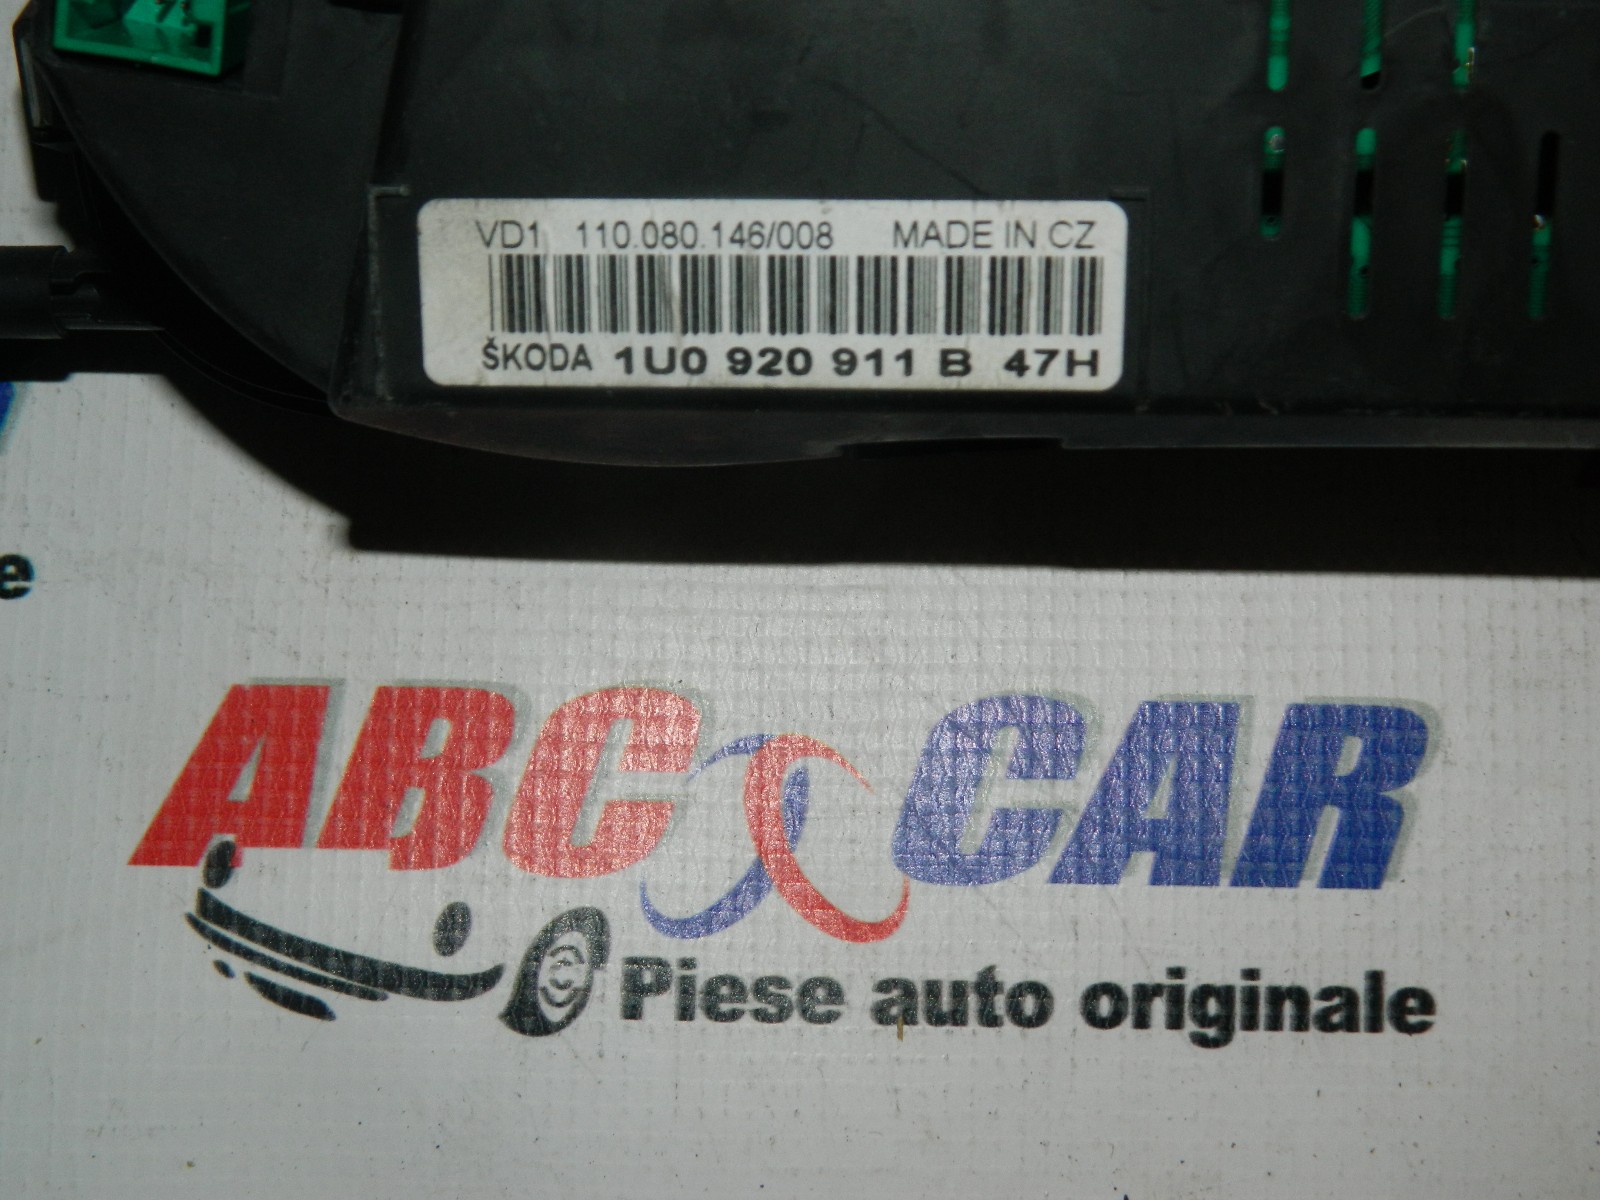 VD1 110.080.146/008 MADE IN CZ
ŠKODA 1U0 920 911 B 47H
e
ABC CAR
Piese auto originale